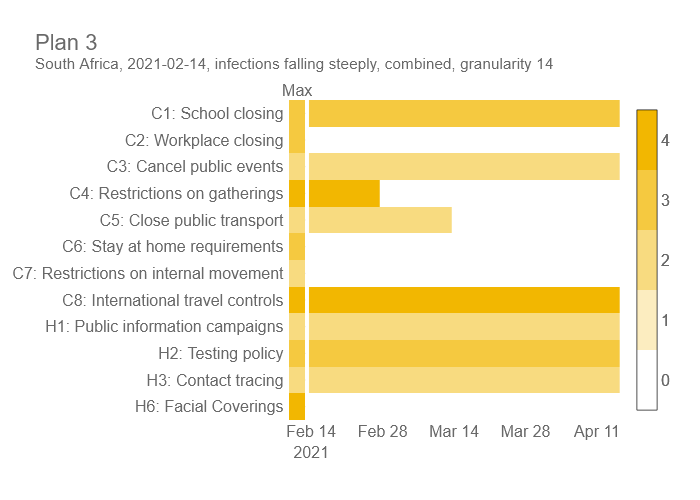 Plan 3
South Africa, 2021-02-14, infections falling steeply, combined, granularity 14
Max
C1: School closing
C2: Workplace closing
C3: Cancel public events
C4: Restrictions on gatherings
C5: Close public transport
C6: Stay at home requirements
C7: Restrictions on internal movement
C8: International travel controls
H1: Public information campaigns
H2: Testing policy
H3: Contact tracing
H6: Facial Coverings
Feb 14 Feb 28 Mar 14 Mar 28 Apr 11
2021
4
3
2
1
0